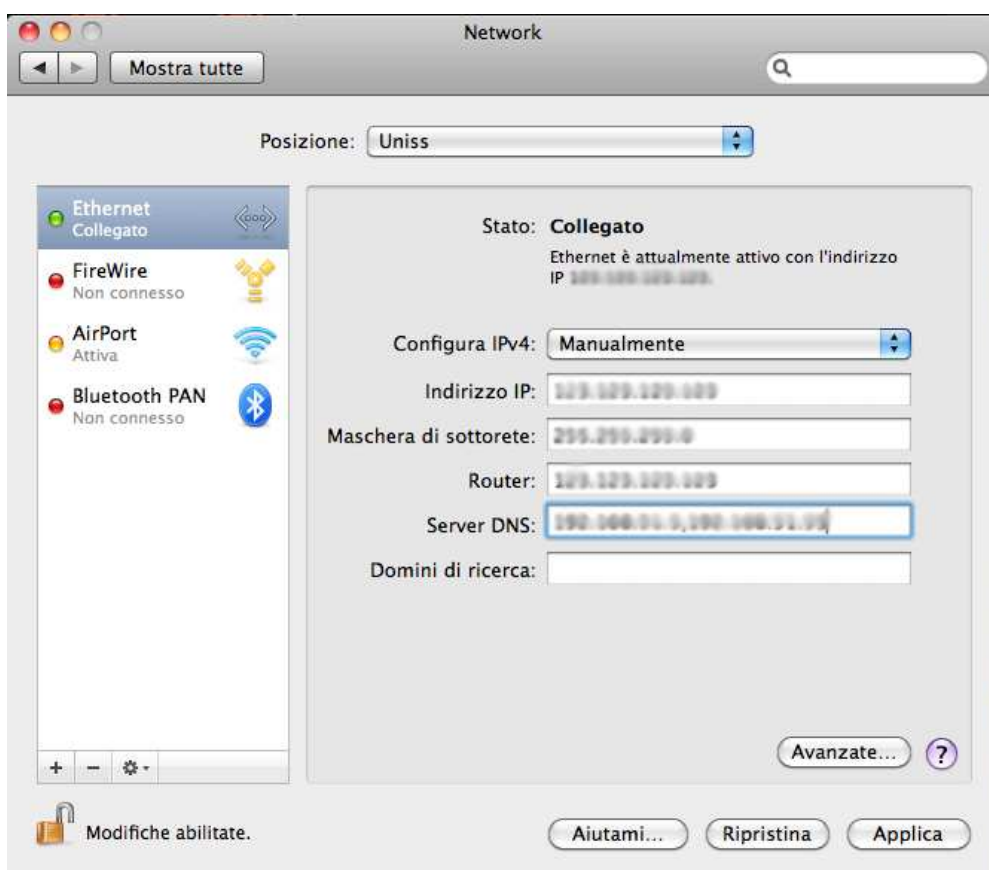 Network
Mostra tutte
Posizione: Uniss
Ethernet
Collegato
FireWire
Non connesso
AirPort
Attiva
Bluetooth PAN
Non connesso
Stato: Collegato
Ethernet è attualmente attivo con l'indirizzo
IP
Configura IPv4: Manualmente
Indirizzo IP:
Maschera di sottorete:
Router:
Server DNS:
Domini di ricerca:
Avanzate... ?
+ −
Modifiche abilitate.
Aiutami... Ripristina Applica